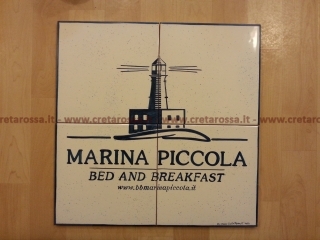 www.cretarossa.it - www.cretarossa.it - www.cretarossa.it
MARINA PICCOLA
BED AND BREAKFAST
www.bbmarinapiccola.it